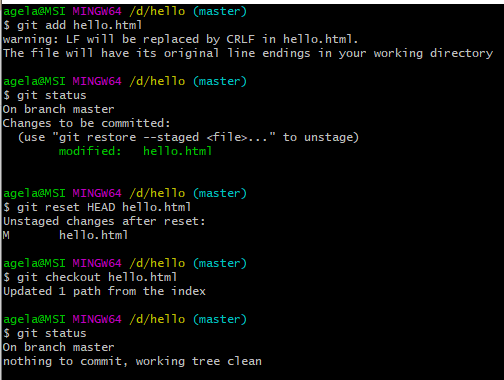 agela@MSI MINGW64 /d/hello (master)
$ git add hello.html
warning: LF will be replaced by CRLF in hello.html.
The file will have its original line endings in your working directory
agela@MSI MINGW64 /d/hello (master)
$ git status
On branch master
Changes to be committed:
  (use "git restore --staged <file>..." to unstage)
        modified:   hello.html
agela@MSI MINGW64 /d/hello (master)
$ git reset HEAD hello.html
Unstaged changes after reset:
M       hello.html
agela@MSI MINGW64 /d/hello (master)
$ git checkout hello.html
Updated 1 path from the index
agela@MSI MINGW64 /d/hello (master)
$ git status
On branch master
nothing to commit, working tree clean